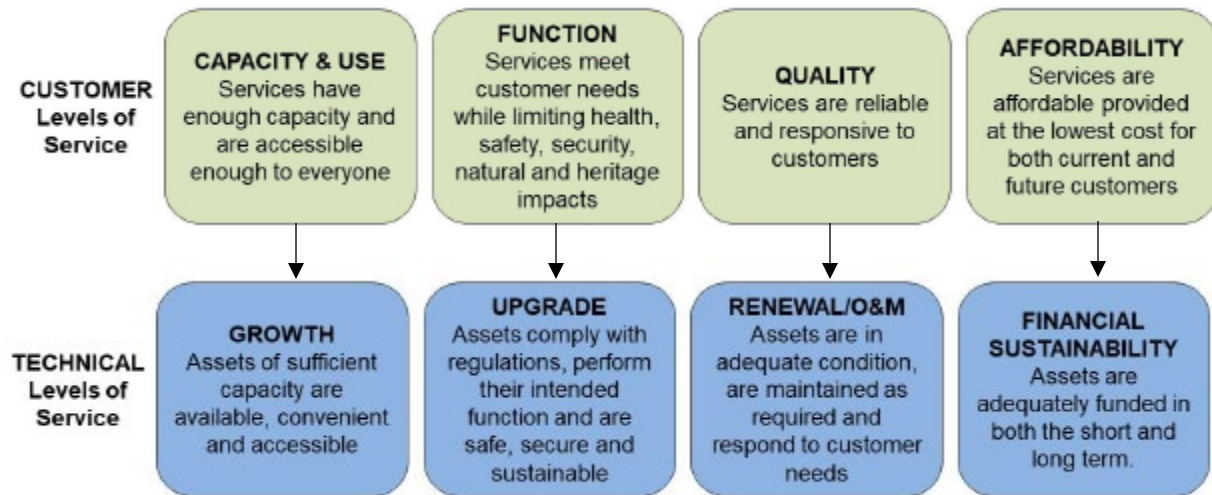 CUSTOMER
Levels of
Service
CAPACITY & USE
Services have
enough capacity and
are accessible
enough to everyone
FUNCTION
Services meet
customer needs
while limiting health,
safety, security,
natural and heritage
impacts
QUALITY
Services are reliable
and responsive to
customers
AFFORDABILITY
Services are
affordable provided
at the lowest cost for
both current and
future customers
TECHNICAL
Levels of
Service
GROWTH
Assets of sufficient
capacity are
available, convenient
and accessible
UPGRADE
Assets comply with
regulations, perform
their intended
function and are
safe, secure and
sustainable
RENEWAL/O&M
Assets are in
adequate condition,
are maintained as
required and
respond to customer
needs
FINANCIAL
SUSTAINABILITY
Assets are
adequately funded in
both the short and
long term.